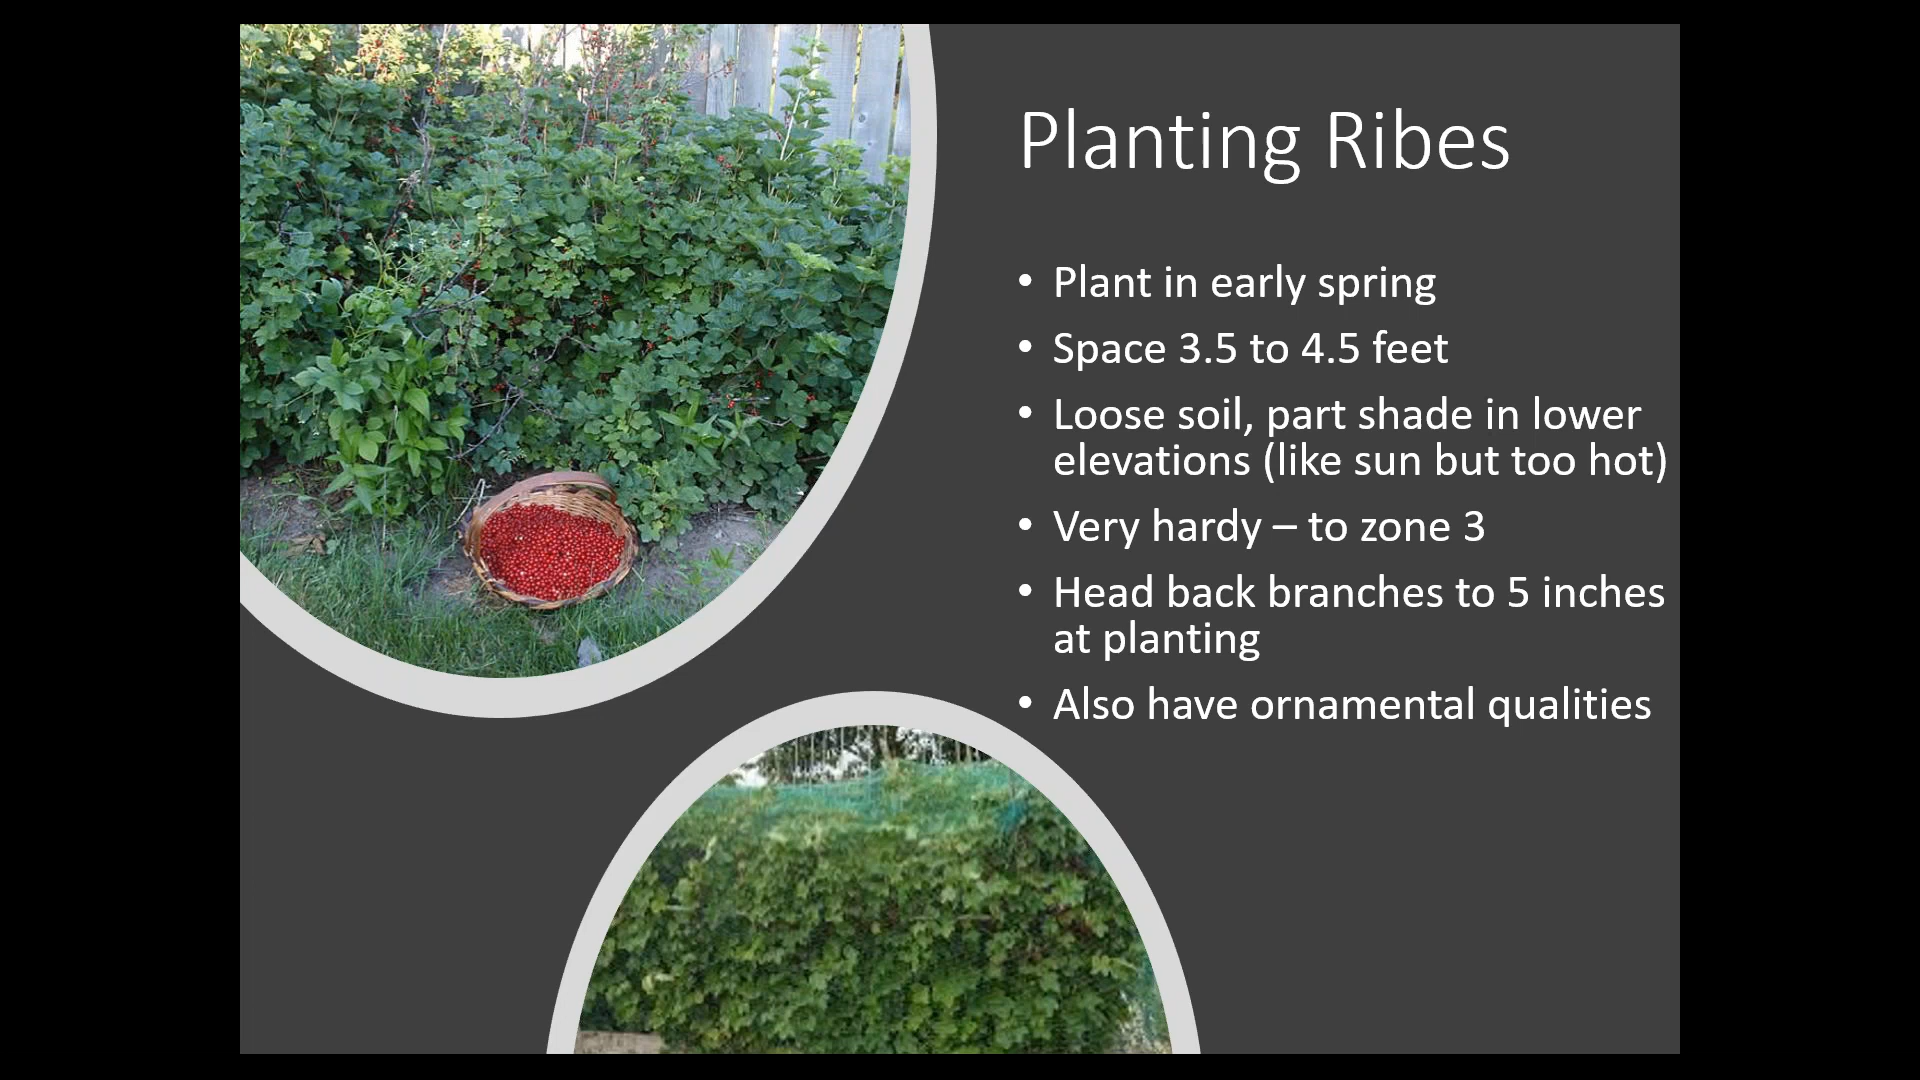 Planting Ribes
• Plant in early spring
• Space 3.5 to 4.5 feet
• Loose soil, part shade in lower
elevations (like sun but too hot)
• Very hardy – to zone 3
• Head back branches to 5 inches
at planting
• Also have ornamental qualities